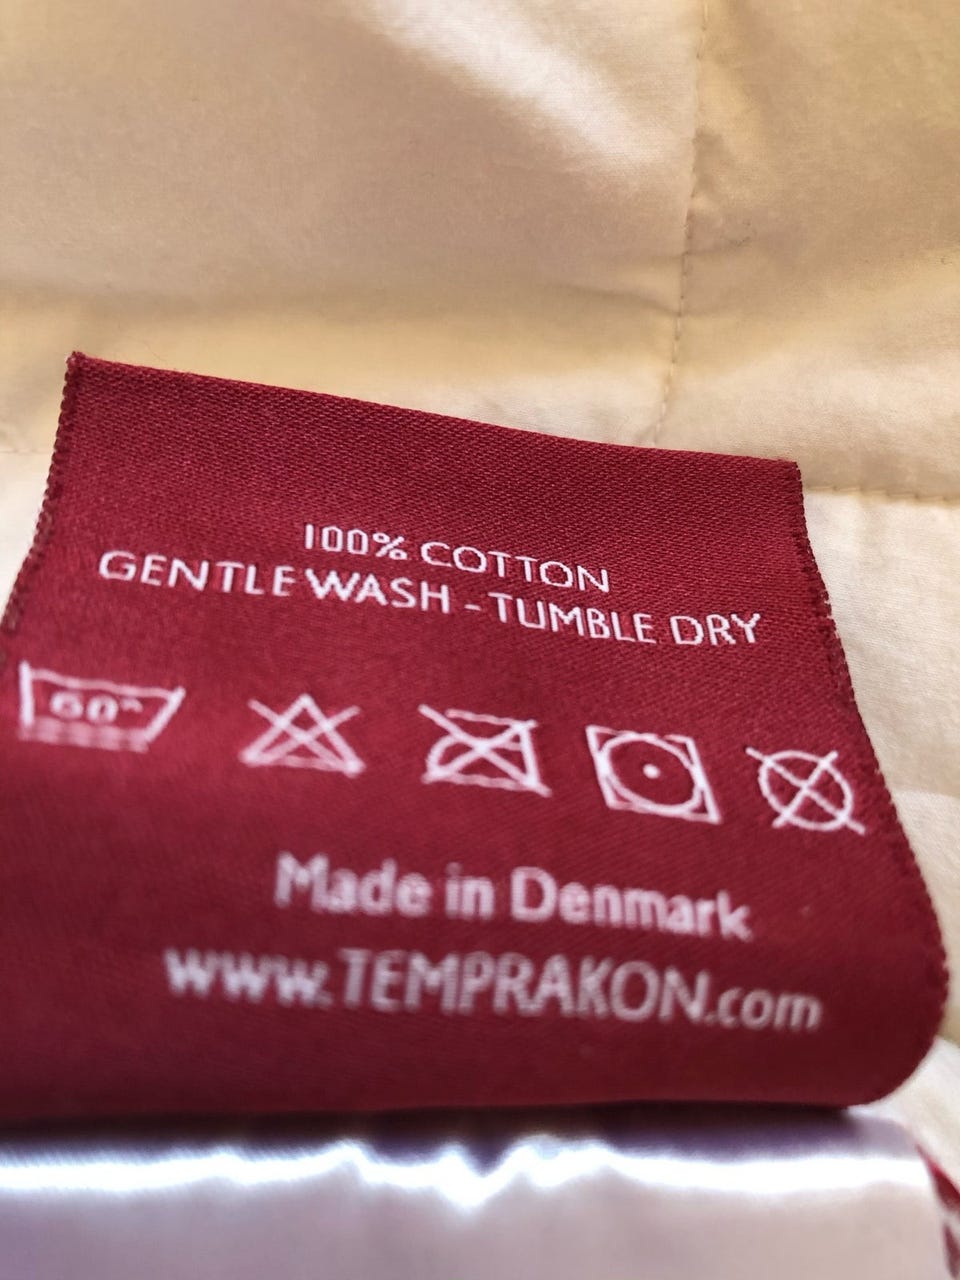 100% COTTON
GENTLE WASH - TUMBLE DRY
60°
Made in Denmark
www.TEMPRAKON.com